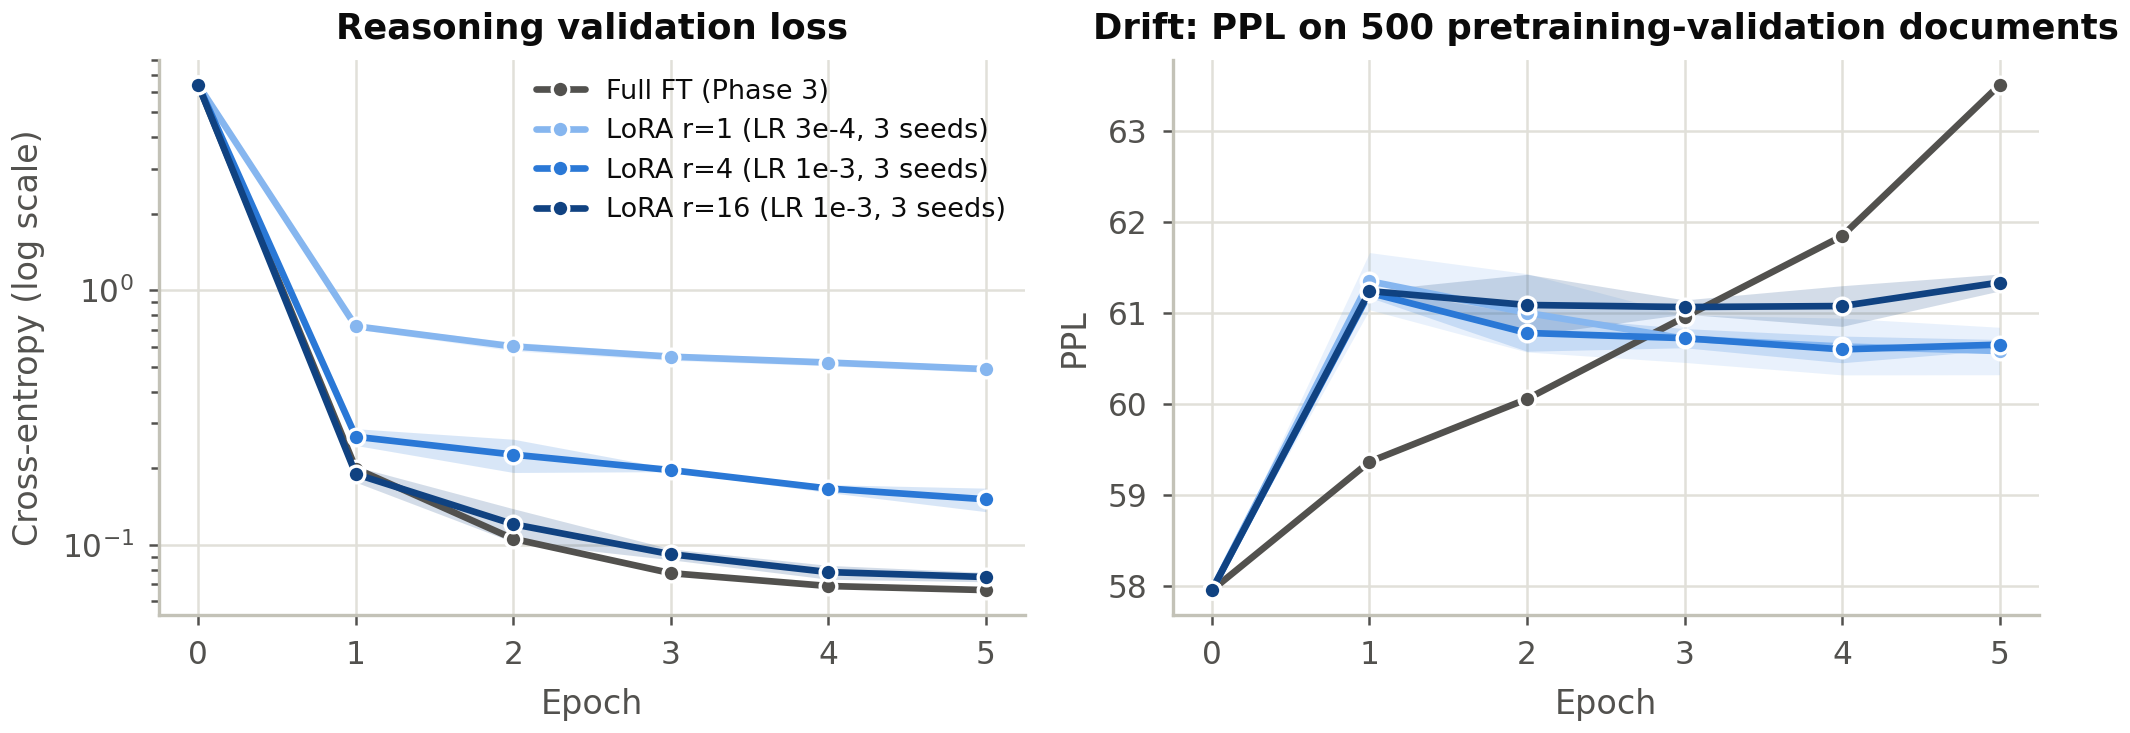 Reasoning validation loss
Cross-entropy (log scale)
10⁰
10⁻¹
Full FT (Phase 3)
LoRA r=1 (LR 3e-4, 3 seeds)
LoRA r=4 (LR 1e-3, 3 seeds)
LoRA r=16 (LR 1e-3, 3 seeds)
0 1 2 3 4 5
Epoch
Drift: PPL on 500 pretraining-validation documents
PPL
63
62
61
60
59
58
0 1 2 3 4 5
Epoch